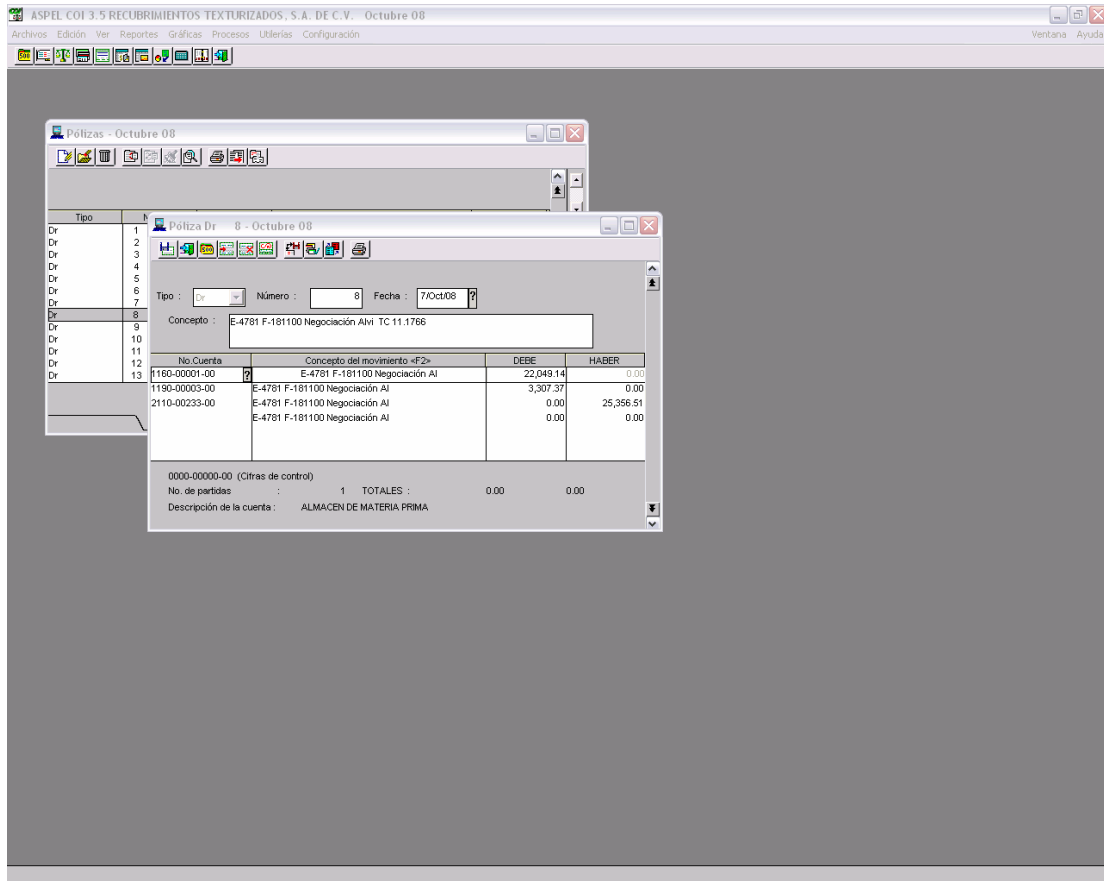 ASPEL COI 3.5 RECUBRIMIENTOS TEXTURIZADOS, S.A. DE C.V. Octubre 08
Archivos Edición Ver Reportes Gráficas Procesos Utilerías Configuración Ventana Ayuda
Pólizas - Octubre 08
Tipo
Dr 1
Dr 2
Dr 3
Dr 4
Dr 5
Dr 6
Dr 7
Dr 8
Dr 9
Dr 10
Dr 11
Dr 12
Dr 13
Póliza Dr 8 - Octubre 08
Tipo : Dr Número : 8 Fecha : 7/Oct/08 ?
Concepto : E-4781 F-181100 Negociación Alvi TC 11.1766
No.Cuenta Concepto del movimiento <F2> DEBE HABER
1160-00001-00 ? E-4781 F-181100 Negociación Al 22,049.14 0.00
1190-00003-00 E-4781 F-181100 Negociación Al 3,307.37 0.00
2110-00233-00 E-4781 F-181100 Negociación Al 0.00 25,356.51
E-4781 F-181100 Negociación Al 0.00 0.00
0000-00000-00 (Cifras de control)
No. de partidas : 1 TOTALES : 0.00 0.00
Descripción de la cuenta : ALMACEN DE MATERIA PRIMA